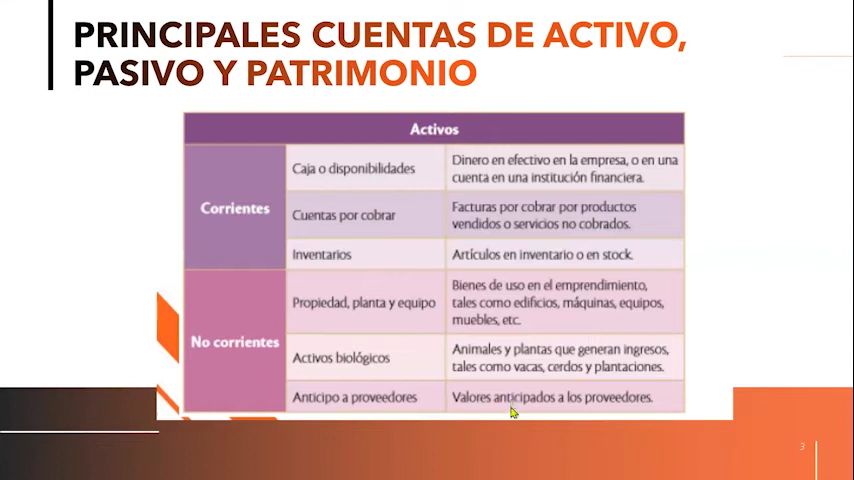 PRINCIPALES CUENTAS DE ACTIVO,
PASIVO Y PATRIMONIO
Activos
Corrientes
Caja o disponibilidades
Dinero en efectivo en la empresa, o en una
cuenta en una institución financiera.
Cuentas por cobrar
Facturas por cobrar por productos
vendidos o servicios no cobrados.
Inventarios
Artículos en inventario o en stock.
No corrientes
Propiedad, planta y equipo
Bienes de uso en el emprendimiento,
tales como edificios, máquinas, equipos,
muebles, etc.
Activos biológicos
Animales y plantas que generan ingresos,
tales como vacas, cerdos y plantaciones.
Anticipo a proveedores
Valores anticipados a los proveedores.
3